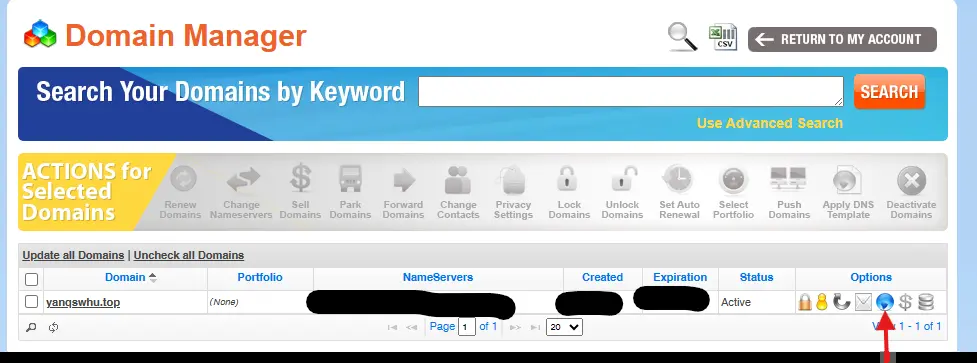 Domain Manager
CSV
RETURN TO MY ACCOUNT
Search Your Domains by Keyword
SEARCH
Use Advanced Search
ACTIONS for
Selected
Domains
Renew
Domains
Change
Nameservers
Sell
Domains
Park
Domains
Forward
Domains
Change
Contacts
Privacy
Settings
Lock
Domains
Unlock
Domains
Set Auto
Renewal
Select
Portfolio
Push
Domains
Apply DNS
Template
Deactivate
Domains
Update all Domains | Uncheck all Domains
Domain Portfolio NameServers Created Expiration Status Options
yangswhu.top (None) Active
Page 1 of 1 20 1 - 1 of 1